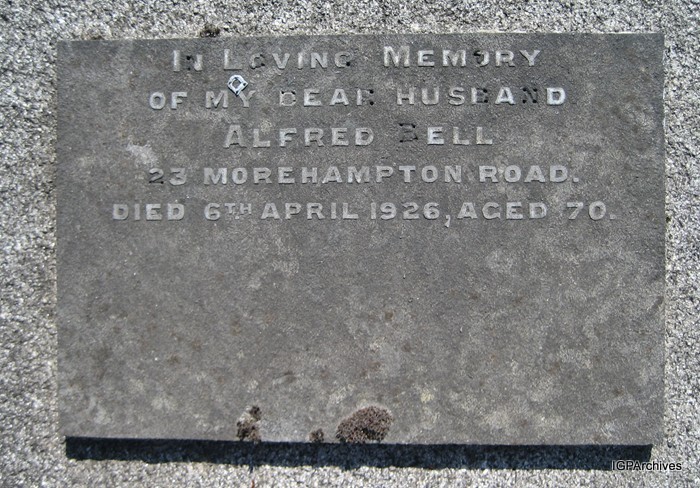 In Loving Memory
OF MY DEAR HUSBAND
ALFRED BELL
23 MOREHAMPTON ROAD.
DIED 6TH APRIL 1926, AGED 70.
IGPArchives